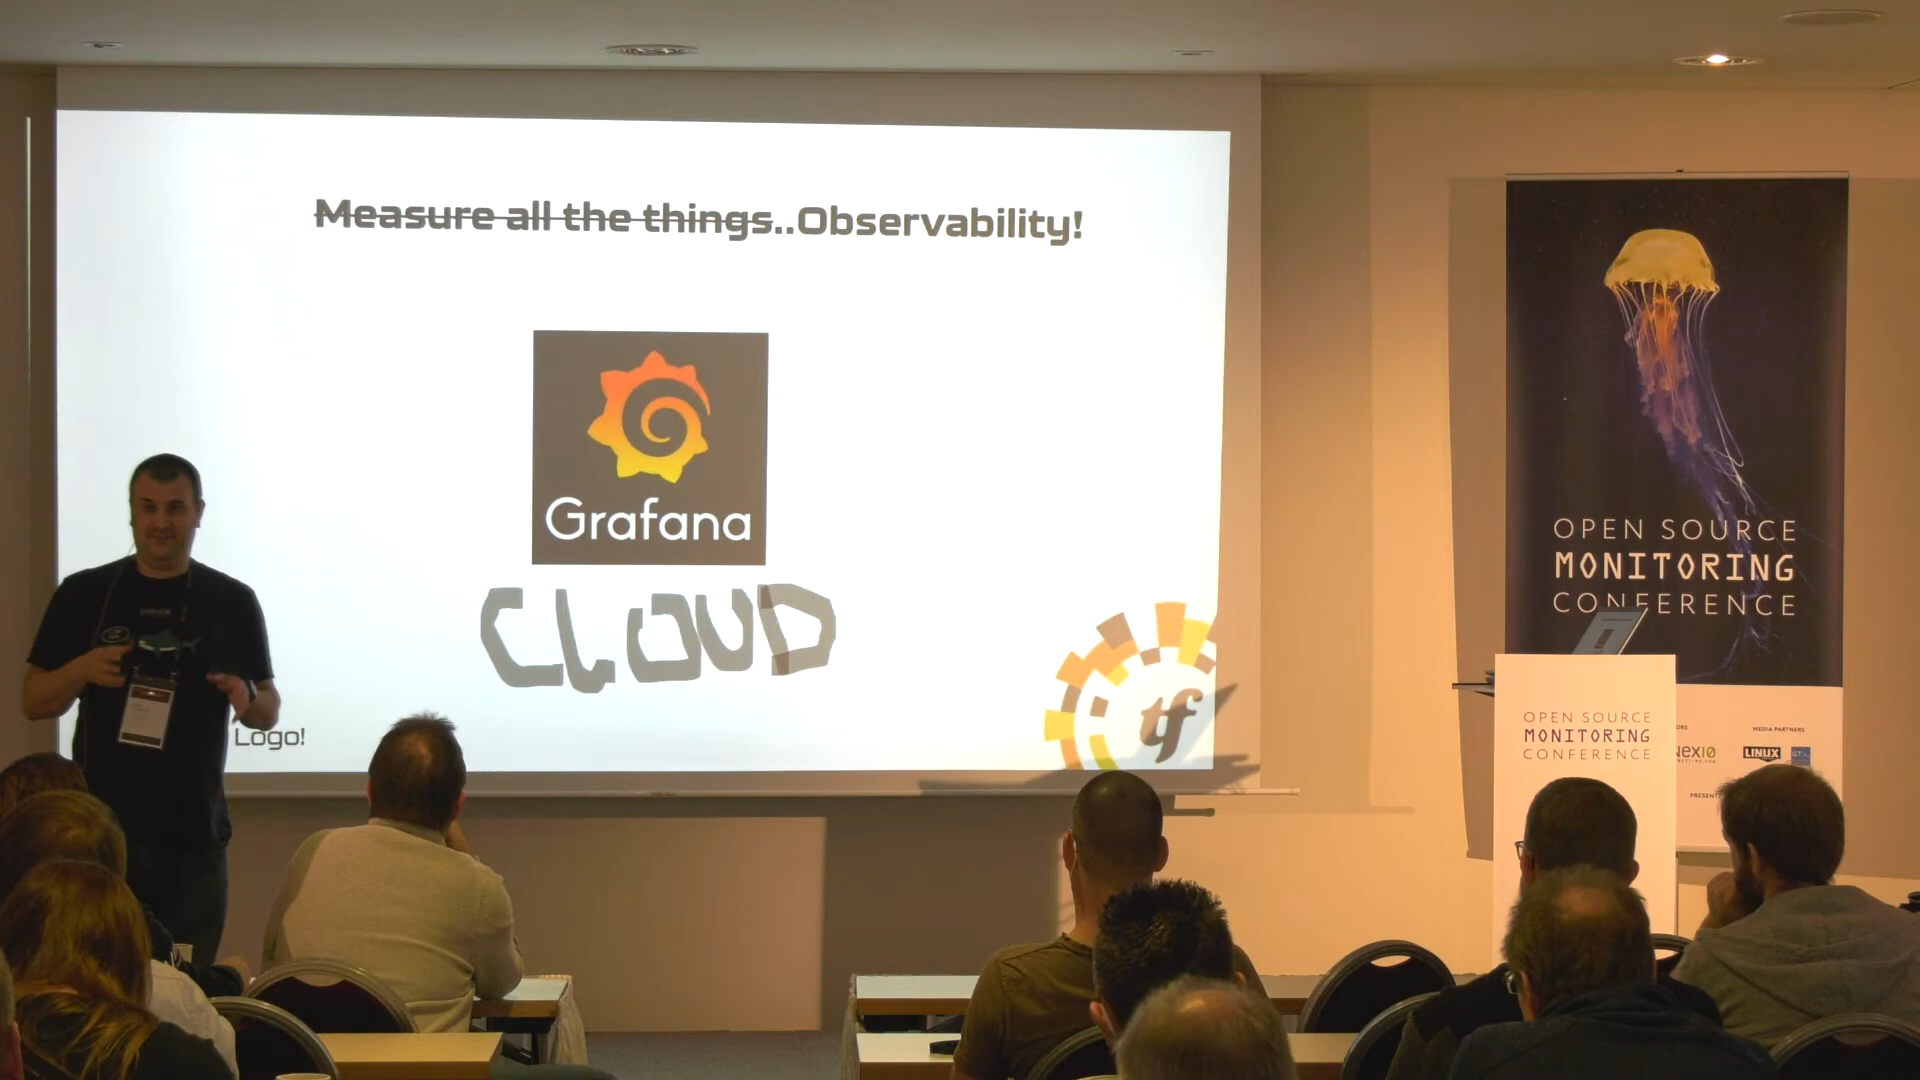 Measure all the things..Observability!
Grafana
CLOUD
tf
Logo!
OPEN SOURCE
MONITORING
CONFERENCE
OPEN SOURCE
MONITORING
CONFERENCE
MEDIA PARTNERS
LINUX